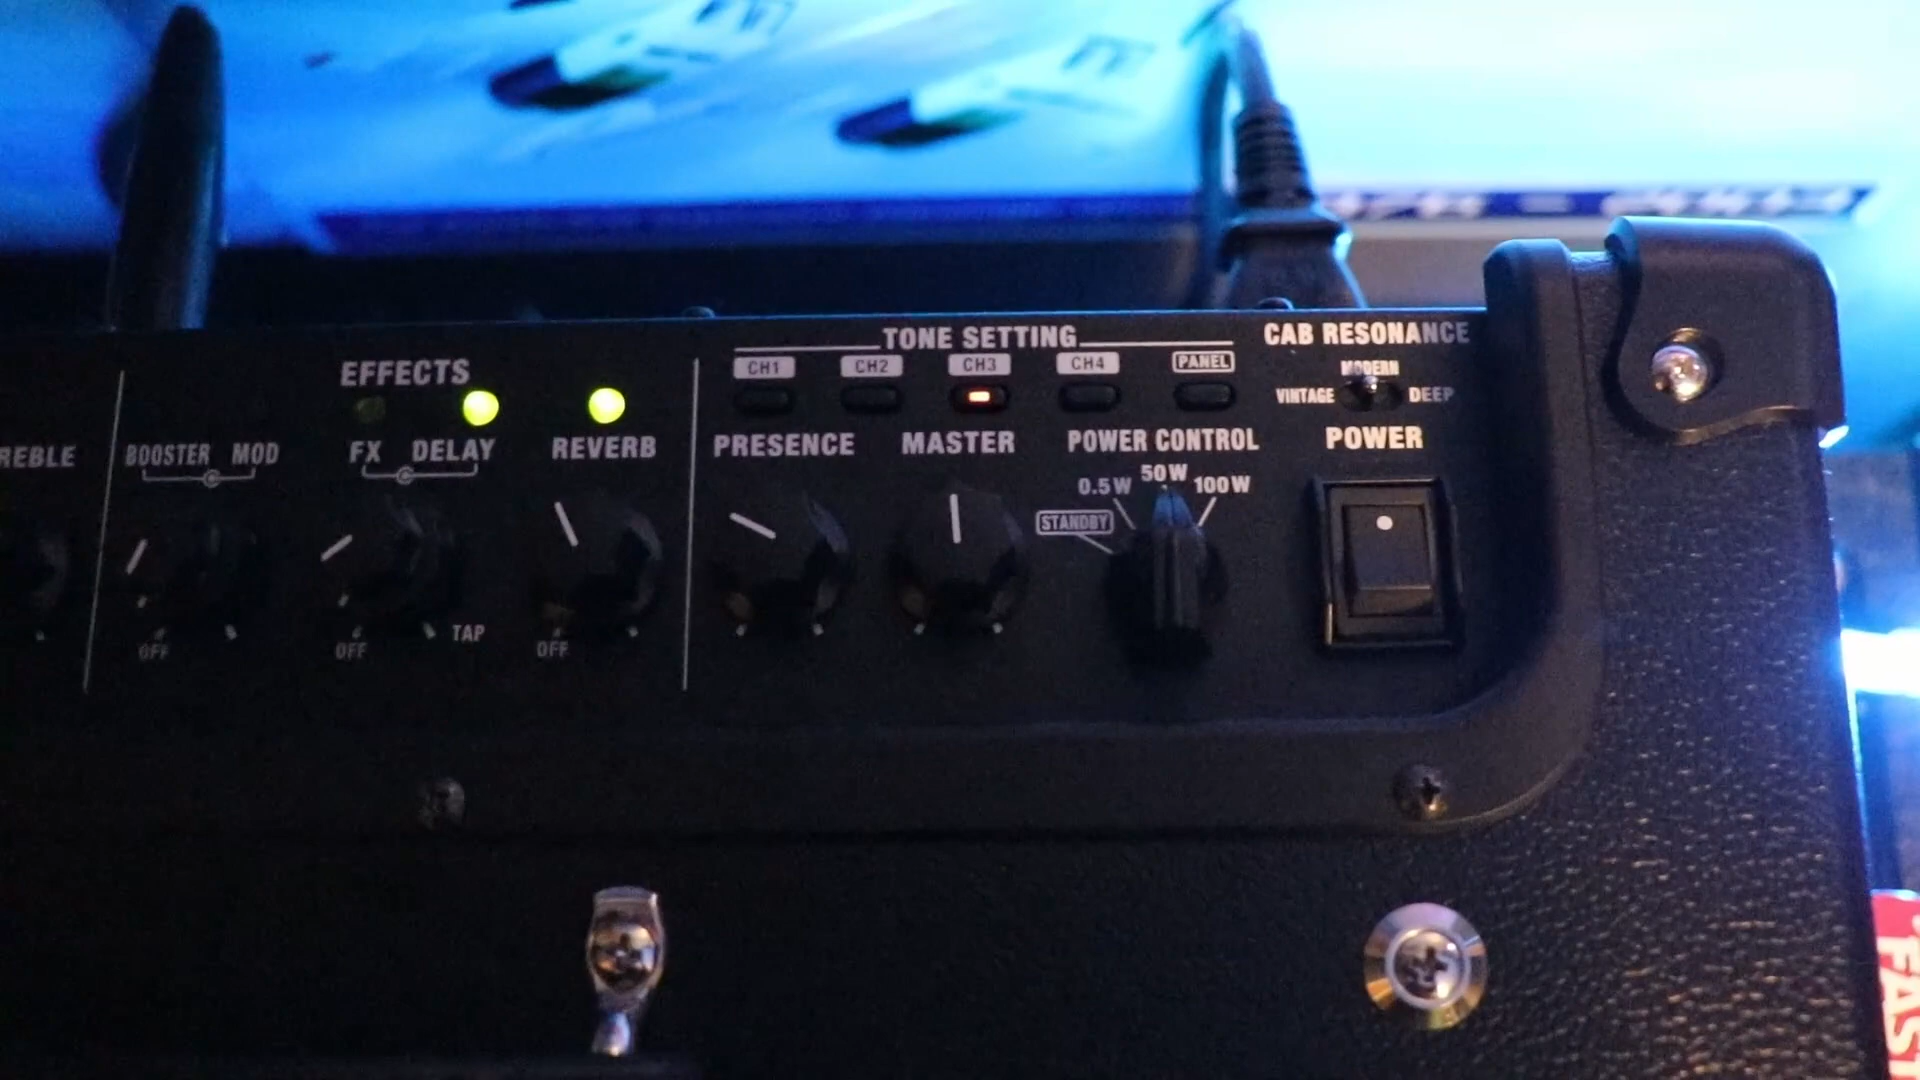 TONE SETTING
CAB RESONANCE
EFFECTS
CH1 CH2 CH3 CH4 PANEL
MODERN
VINTAGE DEEP
REBLE
BOOSTER MOD
FX DELAY
REVERB
PRESENCE
MASTER
POWER CONTROL
POWER
0.5W 50W 100W
STANDBY
OFF
OFF
TAP
OFF
FAST